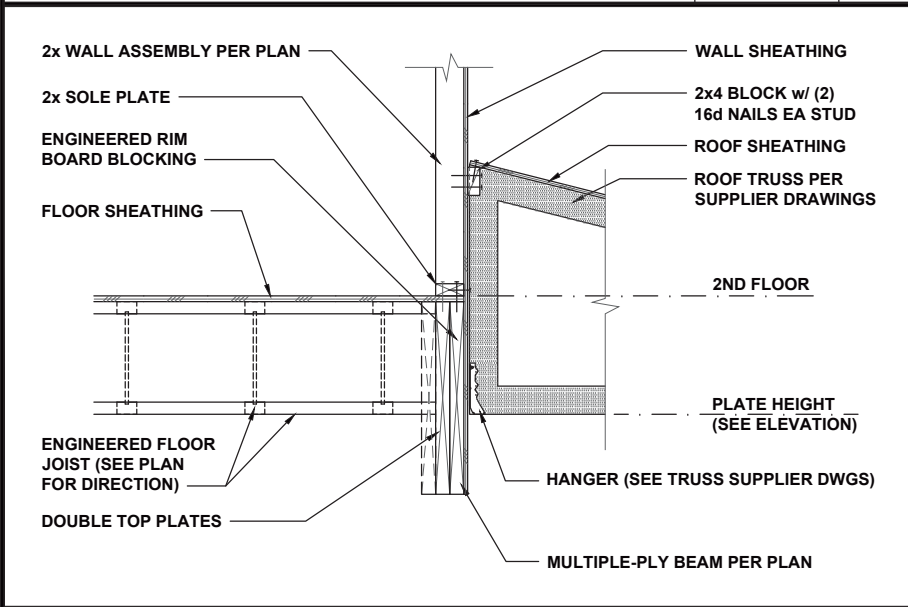 2x WALL ASSEMBLY PER PLAN
2x SOLE PLATE
ENGINEERED RIM
BOARD BLOCKING
FLOOR SHEATHING
ENGINEERED FLOOR
JOIST (SEE PLAN
FOR DIRECTION)
DOUBLE TOP PLATES
WALL SHEATHING
2x4 BLOCK w/ (2)
16d NAILS EA STUD
ROOF SHEATHING
ROOF TRUSS PER
SUPPLIER DRAWINGS
2ND FLOOR
PLATE HEIGHT
(SEE ELEVATION)
HANGER (SEE TRUSS SUPPLIER DWGS)
MULTIPLE-PLY BEAM PER PLAN